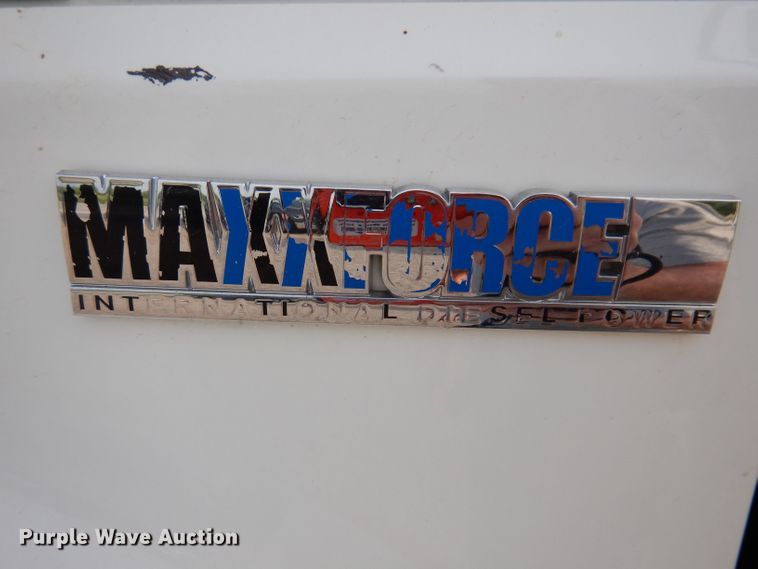 MAXXFORCE
INTERNATIONAL DIESEL POWER
Purple Wave Auction